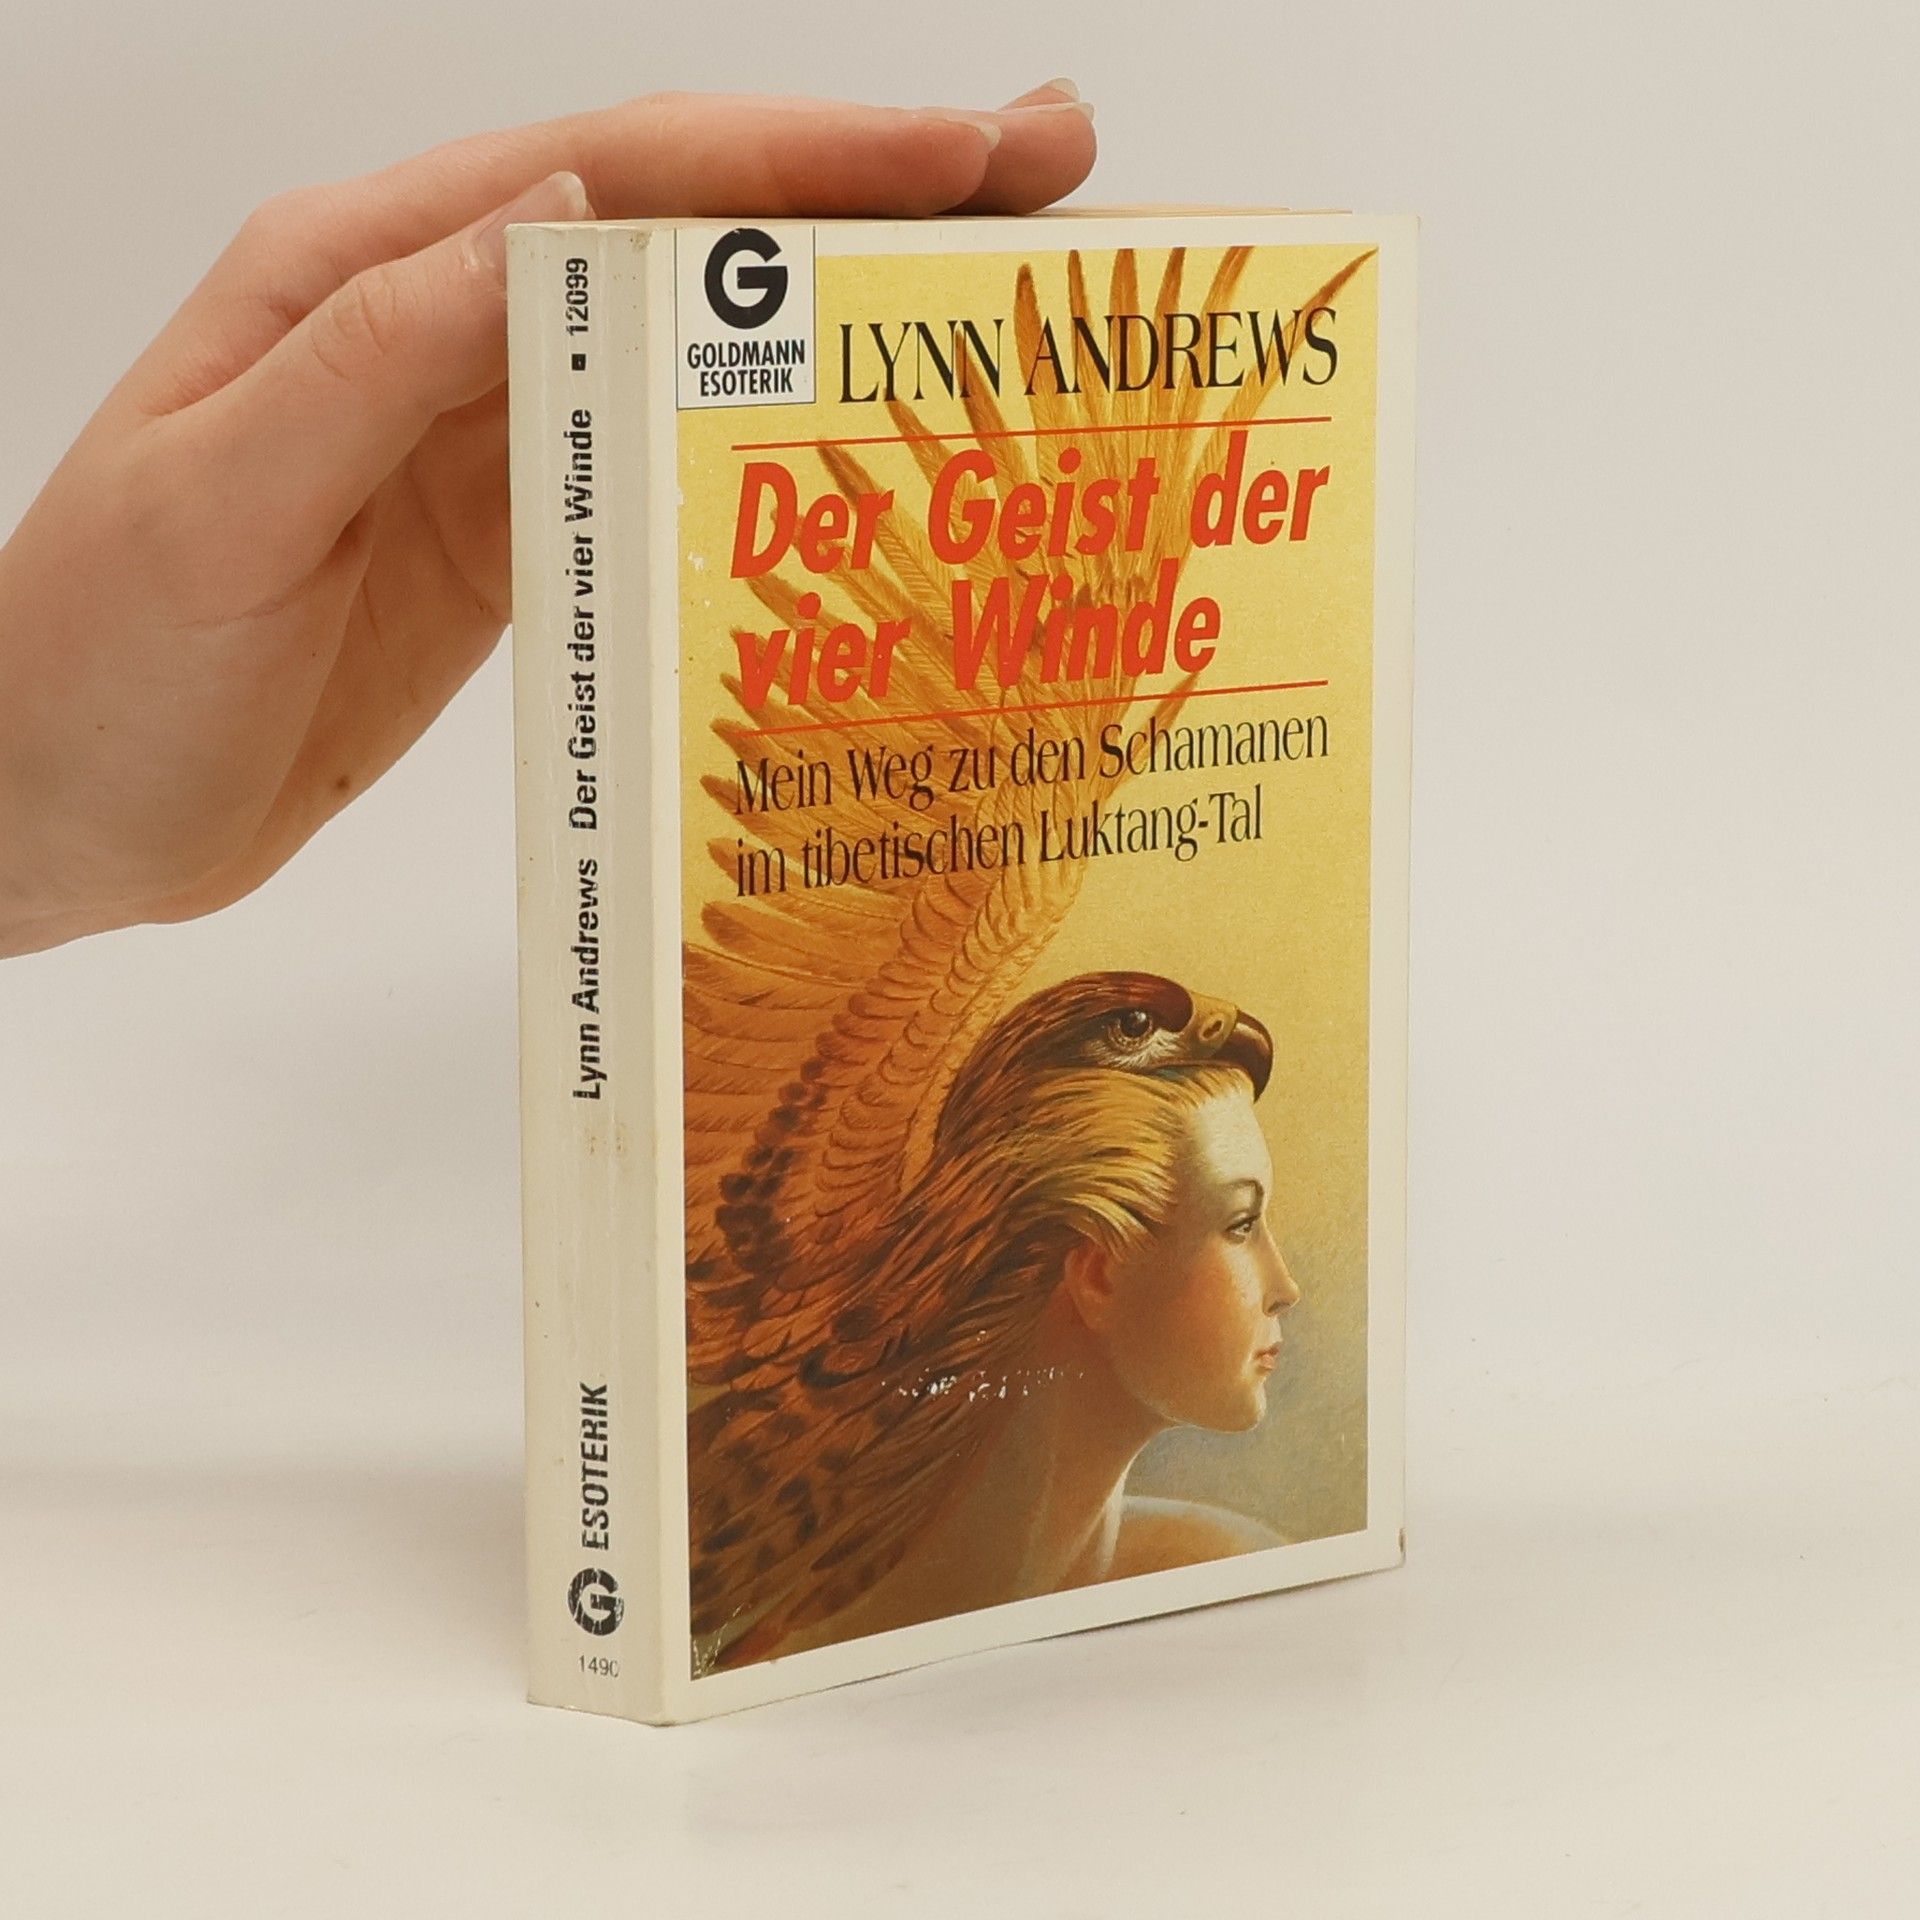 GOLDMANN
ESOTERIK
LYNN ANDREWS
Der Geist der
vier Winde
Mein Weg zu den Schamanen
im tibetischen Luktang-Tal
Lynn Andrews Der Geist der vier Winde ■ 12099
G ESOTERIK
1490